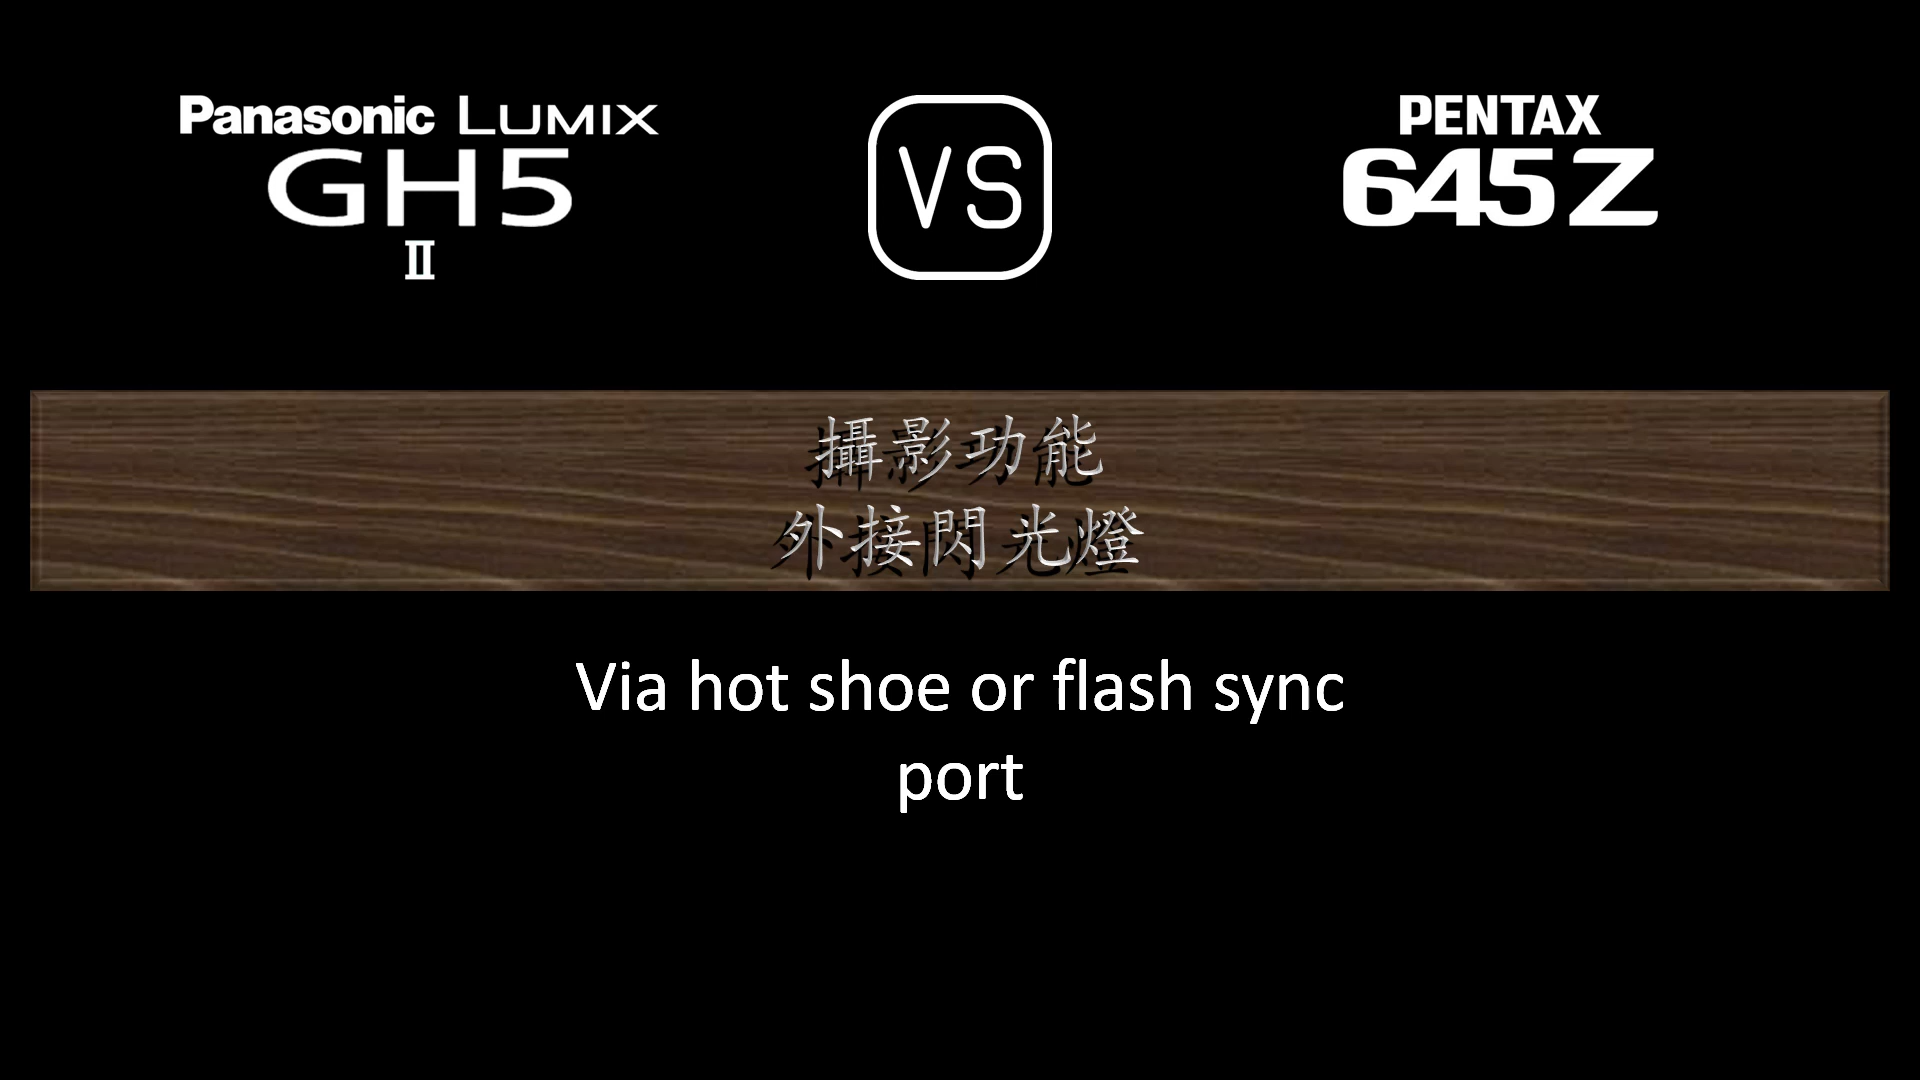 Panasonic LUMIX
GH5
II
VS
PENTAX
645Z
攝影功能
外接閃光燈
Via hot shoe or flash sync
port